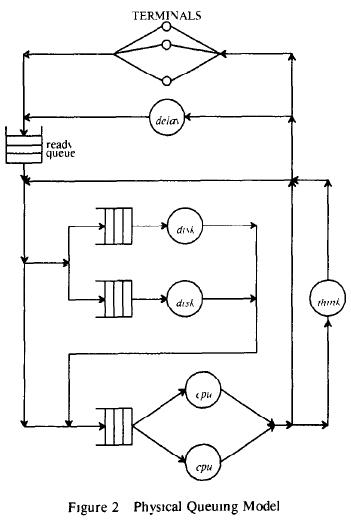 TERMINALS
delay
ready
queue
disk
disk
think
cpu
cpu
Figure 2 Physical Queuing Model